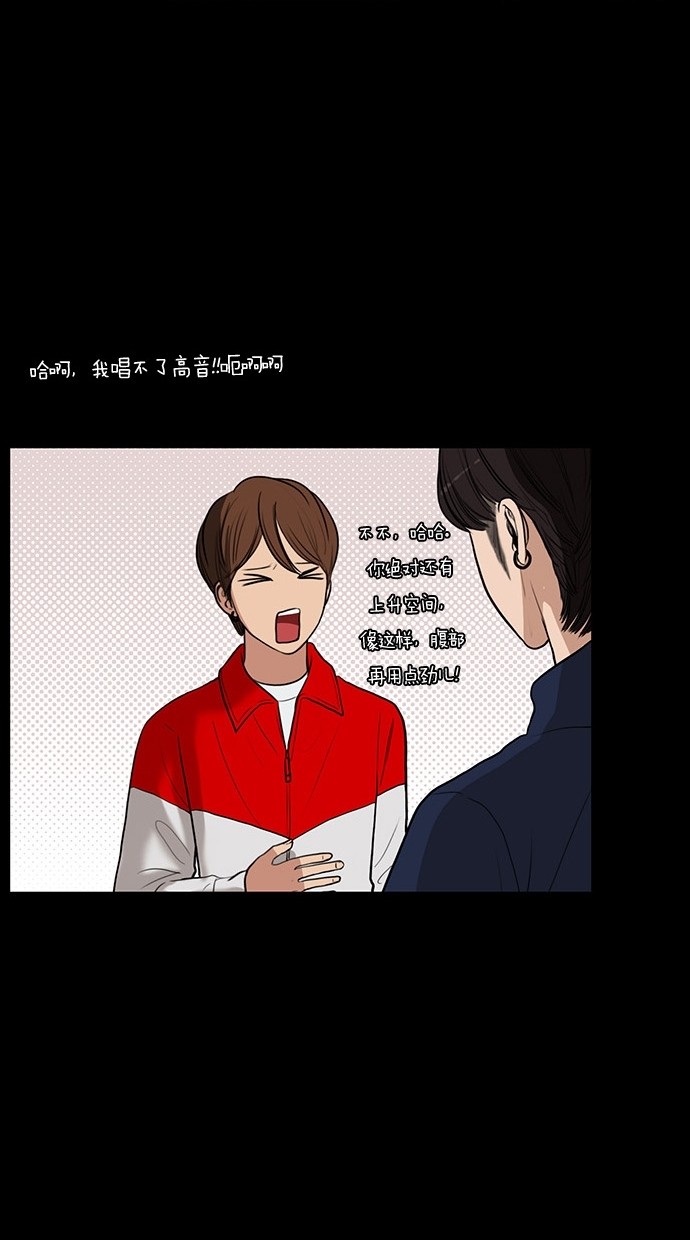 哈啊，我唱不了高音!!呃啊啊
不不，哈哈.
你绝对还有
上升空间，
像这样，腹部
再用点劲儿!